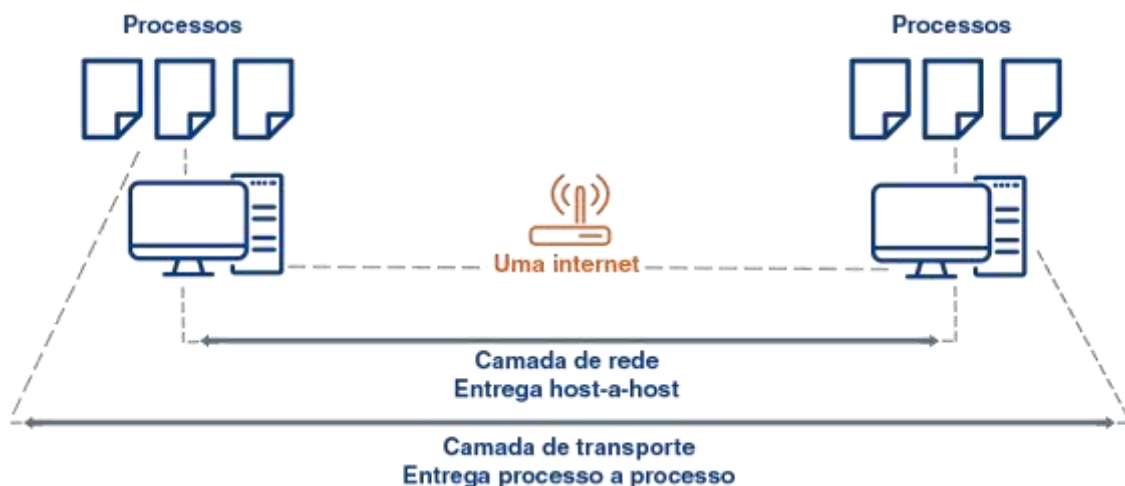 Processos
Processos
Uma internet
Camada de rede
Entrega host-a-host
Camada de transporte
Entrega processo a processo